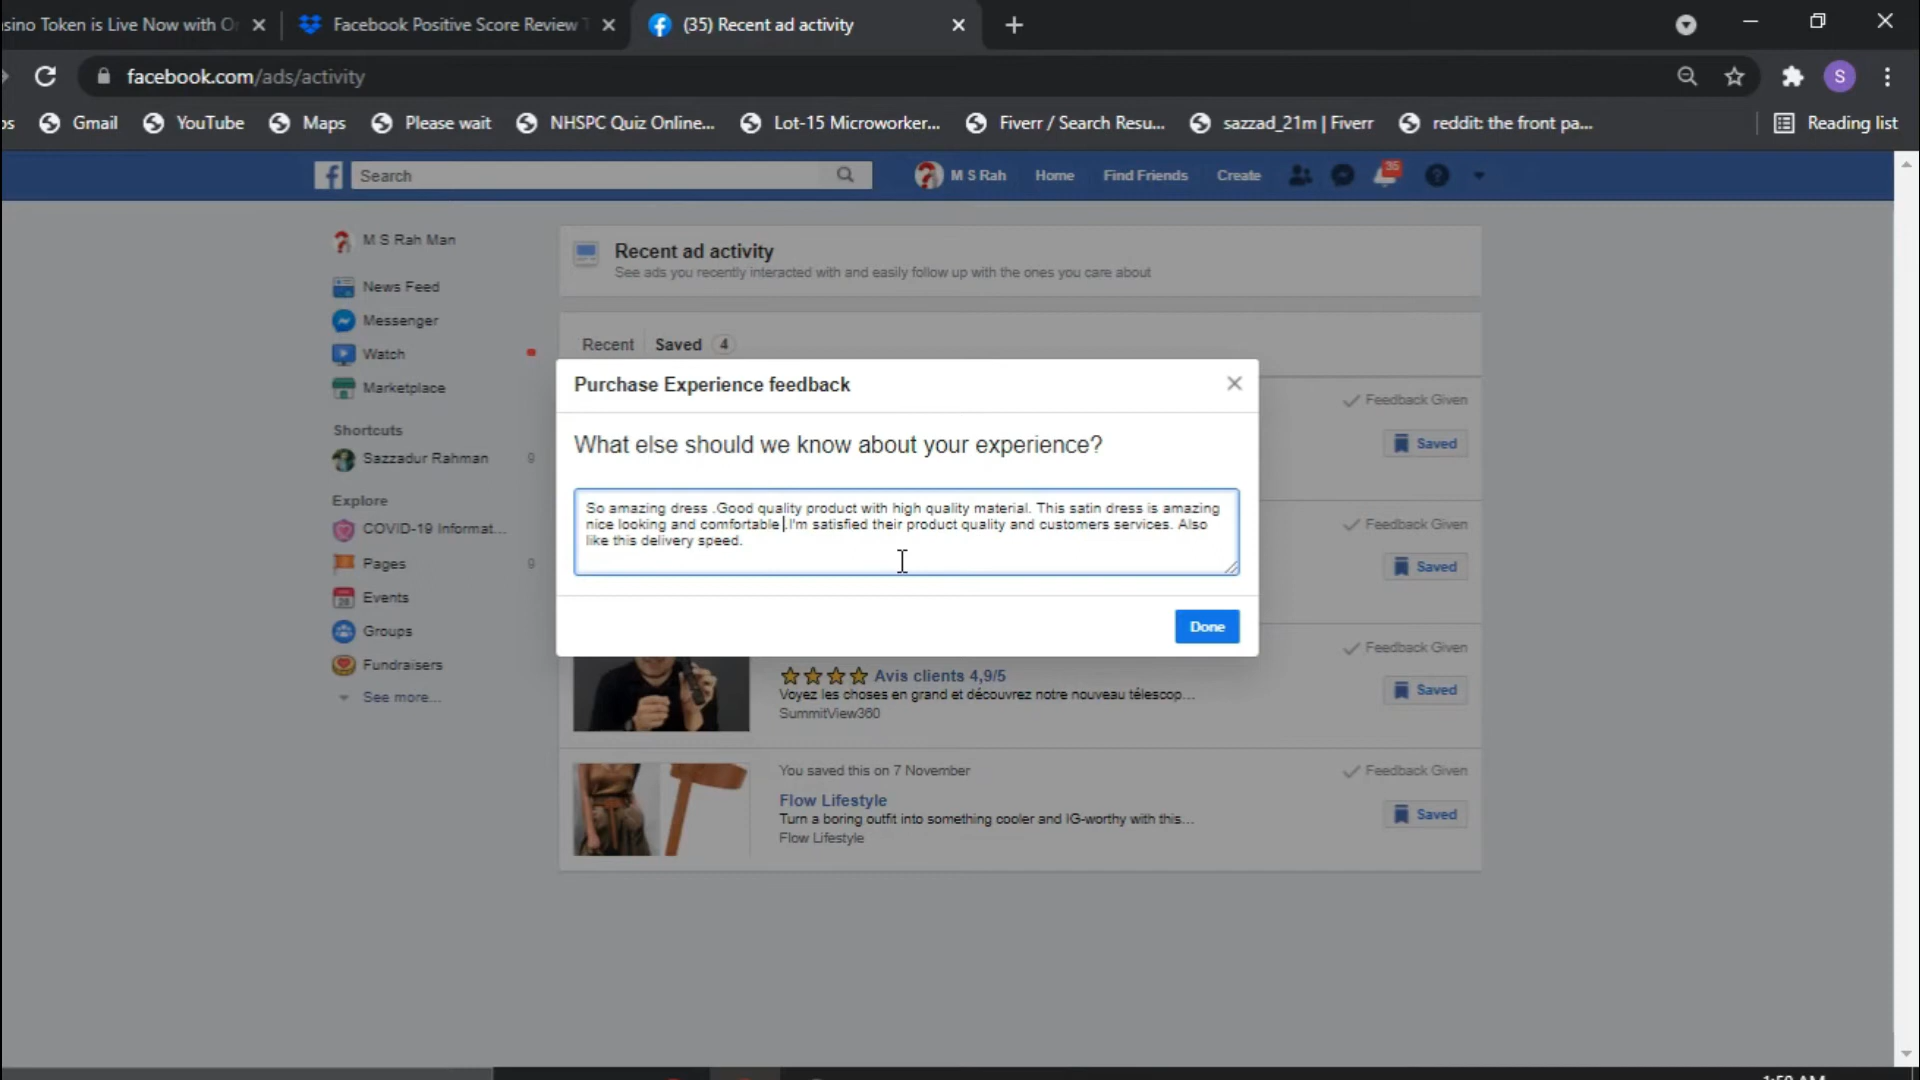 sino Token is Live Now with O
Facebook Positive Score Review T
(35) Recent ad activity
facebook.com/ads/activity
S
os
Gmail
YouTube
Maps
Please wait
NHSPC Quiz Online...
Lot-15 Microworker...
Fiverr / Search Resu...
sazzad_21m | Fiverr
reddit: the front pa...
Reading list
Search
M S Rah
Home
Find Friends
Create
35
M S Rah Man
News Feed
Messenger
Watch
Marketplace
Shortcuts
Sazzadur Rahman 9
Explore
COVID-19 Informat...
Pages 9
Events
Groups
Fundraisers
See more...
Recent ad activity
See ads you recently interacted with and easily follow up with the ones you care about
Recent
Saved 4
Purchase Experience feedback
What else should we know about your experience?
So amazing dress .Good quality product with high quality material. This satin dress is amazing
nice looking and comfortable .I'm satisfied their product quality and customers services. Also
like this delivery speed.
Done
Feedback Given
Saved
Feedback Given
Saved
Avis clients 4,9/5
Voyez les choses en grand et découvrez notre nouveau télescop...
SummitView360
Feedback Given
Saved
You saved this on 7 November
Flow Lifestyle
Turn a boring outfit into something cooler and IG-worthy with this...
Flow Lifestyle
Feedback Given
Saved